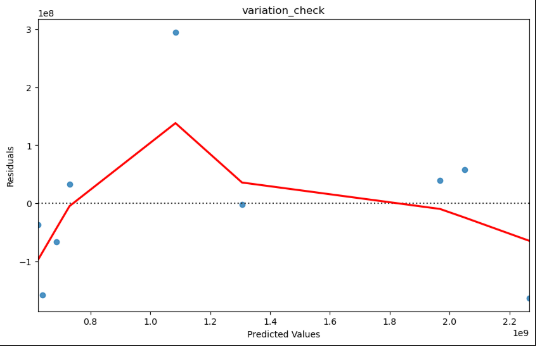 variation_check
1e8
3
2
1
0
−1
Residuals
0.8 1.0 1.2 1.4 1.6 1.8 2.0 2.2
1e9
Predicted Values